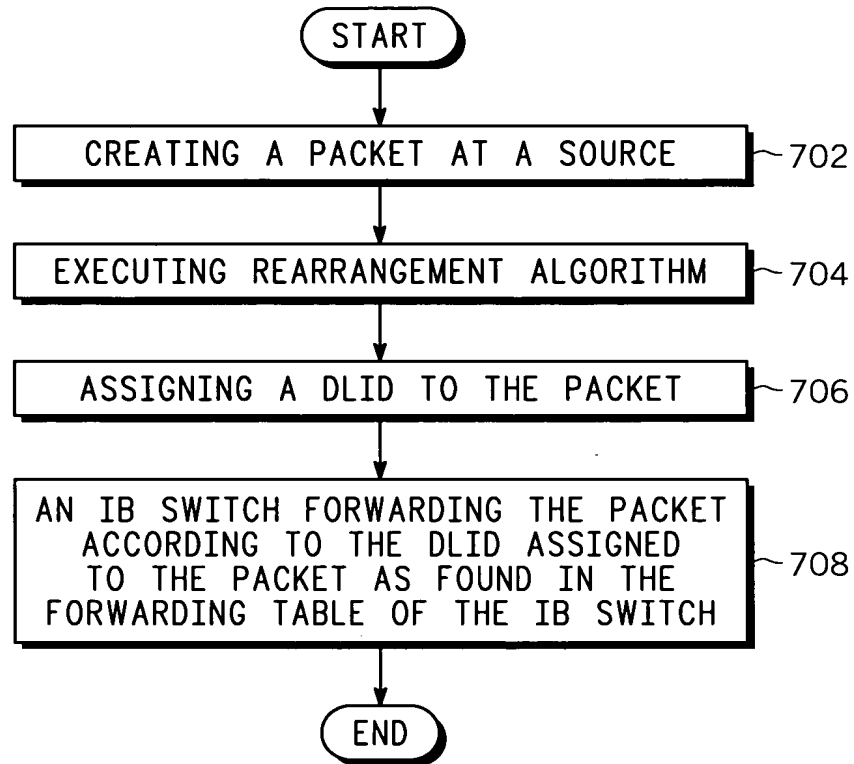 START
CREATING A PACKET AT A SOURCE
702
EXECUTING REARRANGEMENT ALGORITHM
704
ASSIGNING A DLID TO THE PACKET
706
AN IB SWITCH FORWARDING THE PACKET
ACCORDING TO THE DLID ASSIGNED
TO THE PACKET AS FOUND IN THE
FORWARDING TABLE OF THE IB SWITCH
708
END